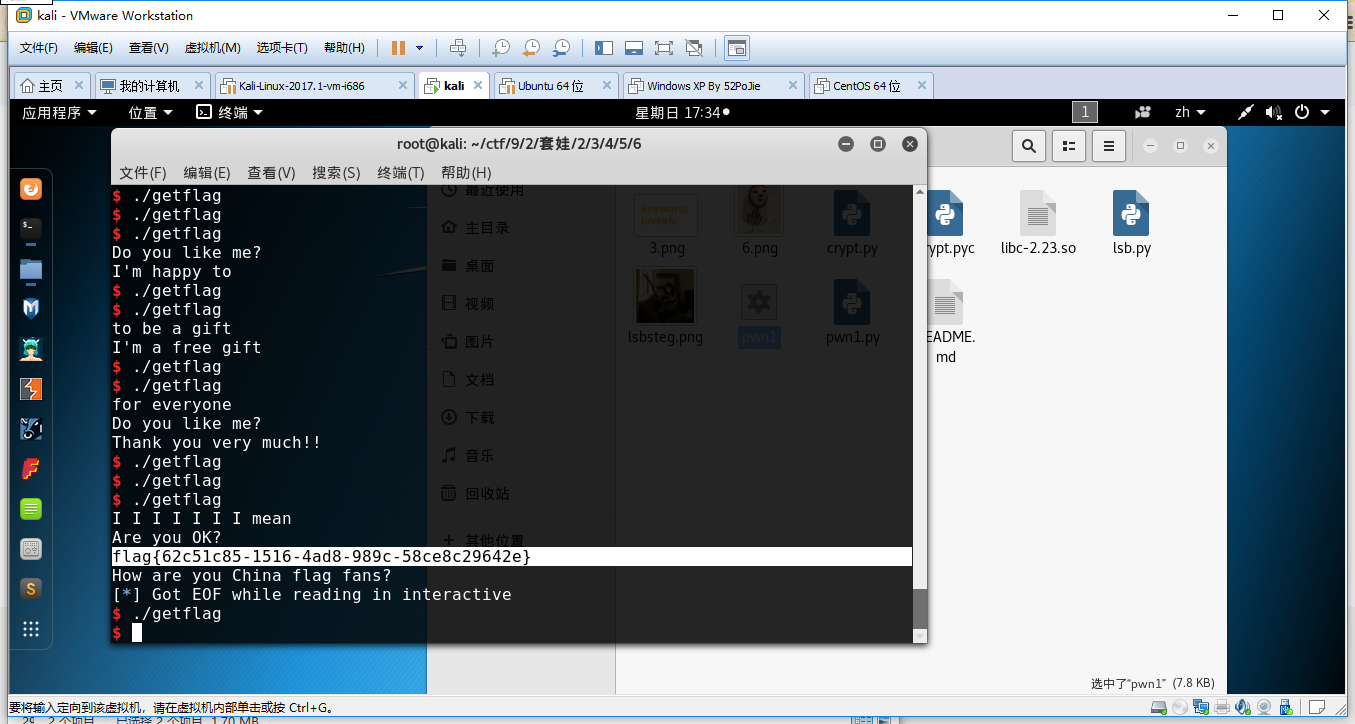 kali - VMware Workstation
文件(F) 编辑(E) 查看(V) 虚拟机(M) 选项卡(T) 帮助(H)
主页 我的计算机 Kali-Linux-2017.1-vm-i686 kali Ubuntu 64 位 Windows XP By 52PoJie CentOS 64 位
应用程序 位置 终端 星期日 17:34 1 zh
root@kali: ~/ctf/9/2/套娃/2/3/4/5/6
文件(F) 编辑(E) 查看(V) 搜索(S) 终端(T) 帮助(H)
$ ./getflag
$ ./getflag
$ ./getflag
Do you like me?
I'm happy to
$ ./getflag
$ ./getflag
to be a gift
I'm a free gift
$ ./getflag
$ ./getflag
for everyone
Do you like me?
Thank you very much!!
$ ./getflag
$ ./getflag
$ ./getflag
I I I I I I I mean
Are you OK?
flag{62c51c85-1516-4ad8-989c-58ce8c29642e}
How are you China flag fans?
[*] Got EOF while reading in interactive
$ ./getflag
$
最近使用
主目录
桌面
视频
图片
文档
下载
音乐
回收站
+ 其他位置
3.png 6.png crypt.py rypt.pyc libc-2.23.so lsb.py
lsbsteg.png pwn1 pwn1.py EADME.
md
选中了"pwn1" (7.8 KB)
要将输入定向到该虚拟机，请在虚拟机内部单击或按 Ctrl+G。